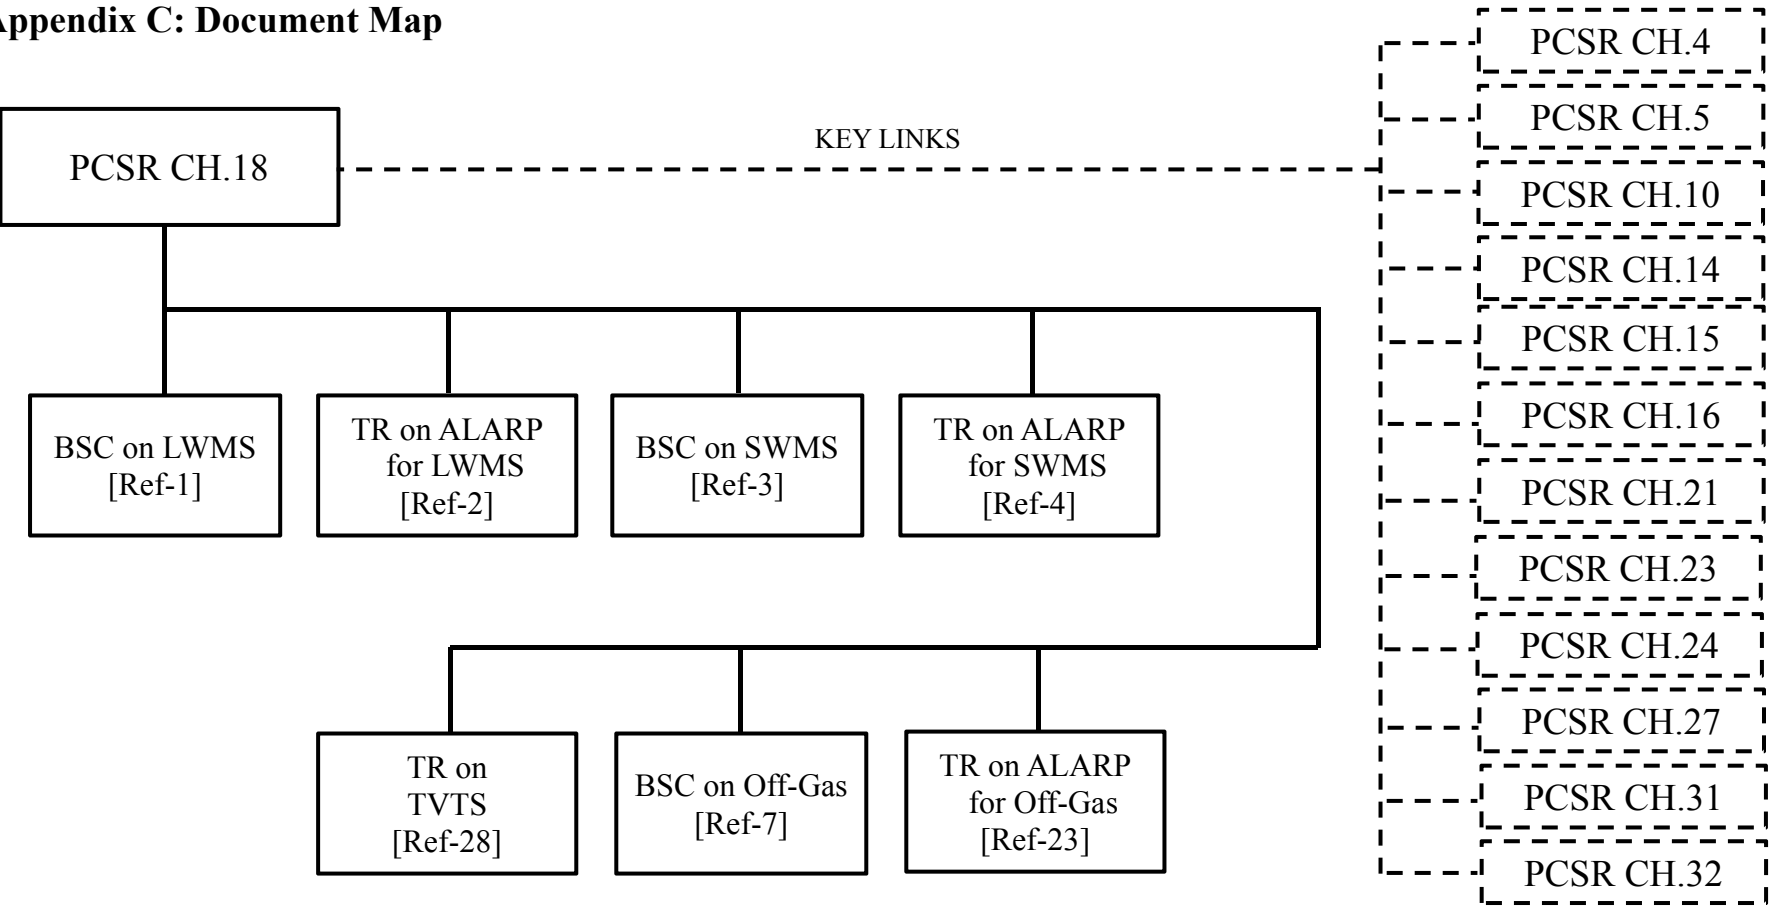 Appendix C: Document Map
PCSR CH.18
KEY LINKS
BSC on LWMS
[Ref-1]
TR on ALARP
for LWMS
[Ref-2]
BSC on SWMS
[Ref-3]
TR on ALARP
for SWMS
[Ref-4]
TR on
TVTS
[Ref-28]
BSC on Off-Gas
[Ref-7]
TR on ALARP
for Off-Gas
[Ref-23]
PCSR CH.4
PCSR CH.5
PCSR CH.10
PCSR CH.14
PCSR CH.15
PCSR CH.16
PCSR CH.21
PCSR CH.23
PCSR CH.24
PCSR CH.27
PCSR CH.31
PCSR CH.32